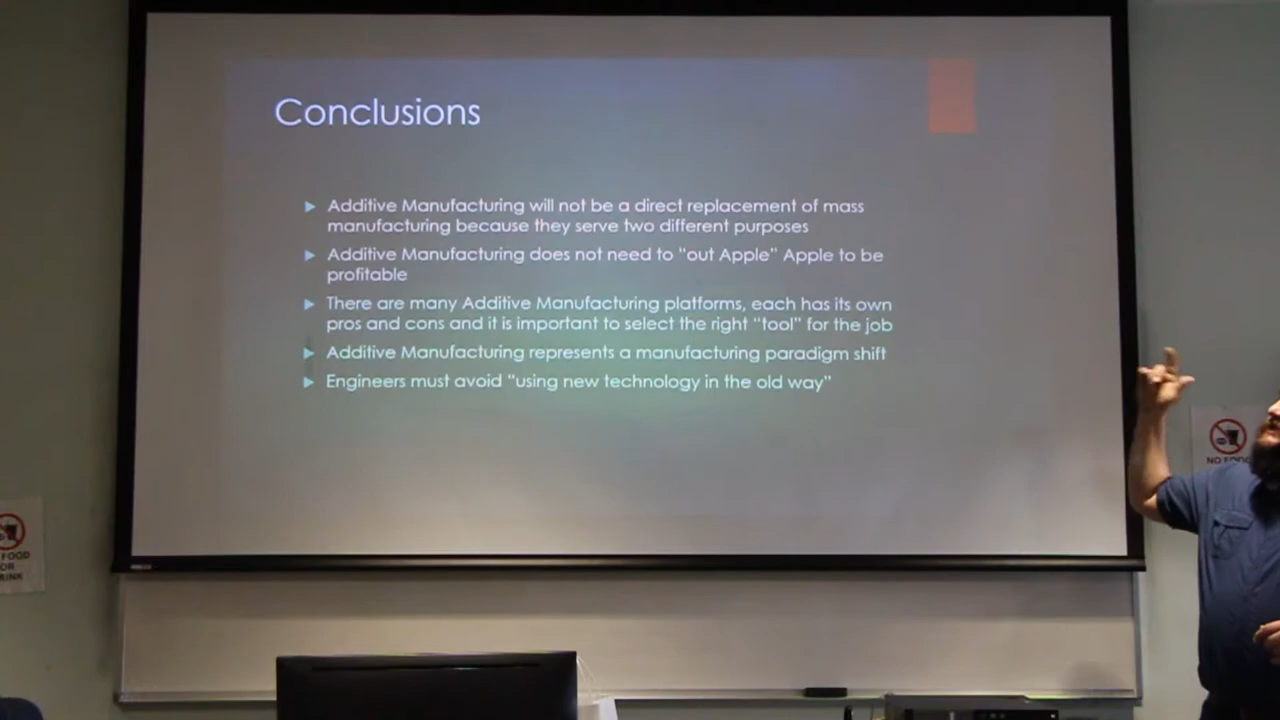 Conclusions
Additive Manufacturing will not be a direct replacement of mass
manufacturing because they serve two different purposes
Additive Manufacturing does not need to "out Apple" Apple to be
profitable
There are many Additive Manufacturing platforms, each has its own
pros and cons and it is important to select the right "tool" for the job
Additive Manufacturing represents a manufacturing paradigm shift
Engineers must avoid "using new technology in the old way"
NO FOOD
FOOD
OR
RINK